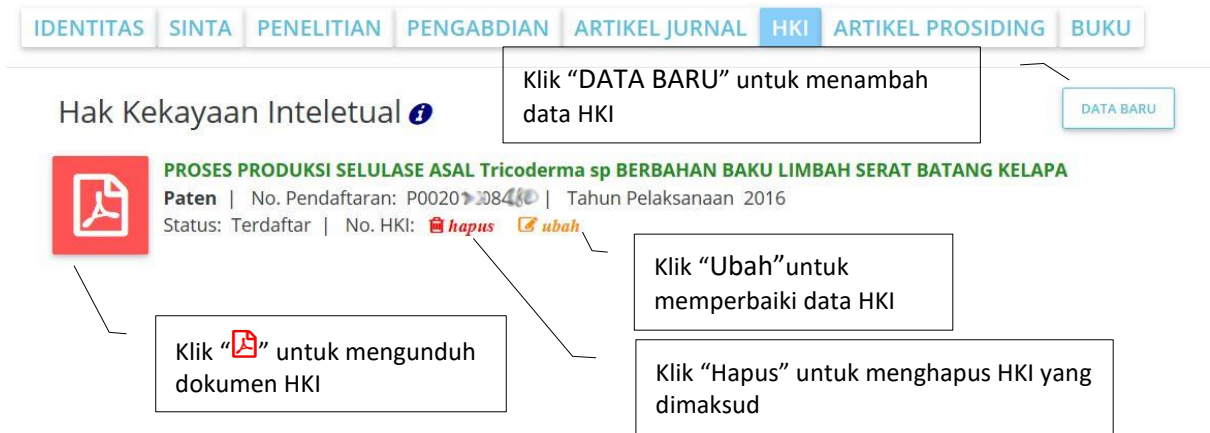 IDENTITAS SINTA PENELITIAN PENGABDIAN ARTIKEL JURNAL HKI ARTIKEL PROSIDING BUKU
Klik “DATA BARU” untuk menambah
data HKI
Hak Kekayaan Inteletual
DATA BARU
PROSES PRODUKSI SELULASE ASAL Tricoderma sp BERBAHAN BAKU LIMBAH SERAT BATANG KELAPA
Paten | No. Pendaftaran: | Tahun Pelaksanaan 2016
Status: Terdaftar | No. HKI: hapus ubah
Klik “Ubah”untuk
memperbaiki data HKI
Klik “” untuk mengunduh
dokumen HKI
Klik “Hapus” untuk menghapus HKI yang
dimaksud